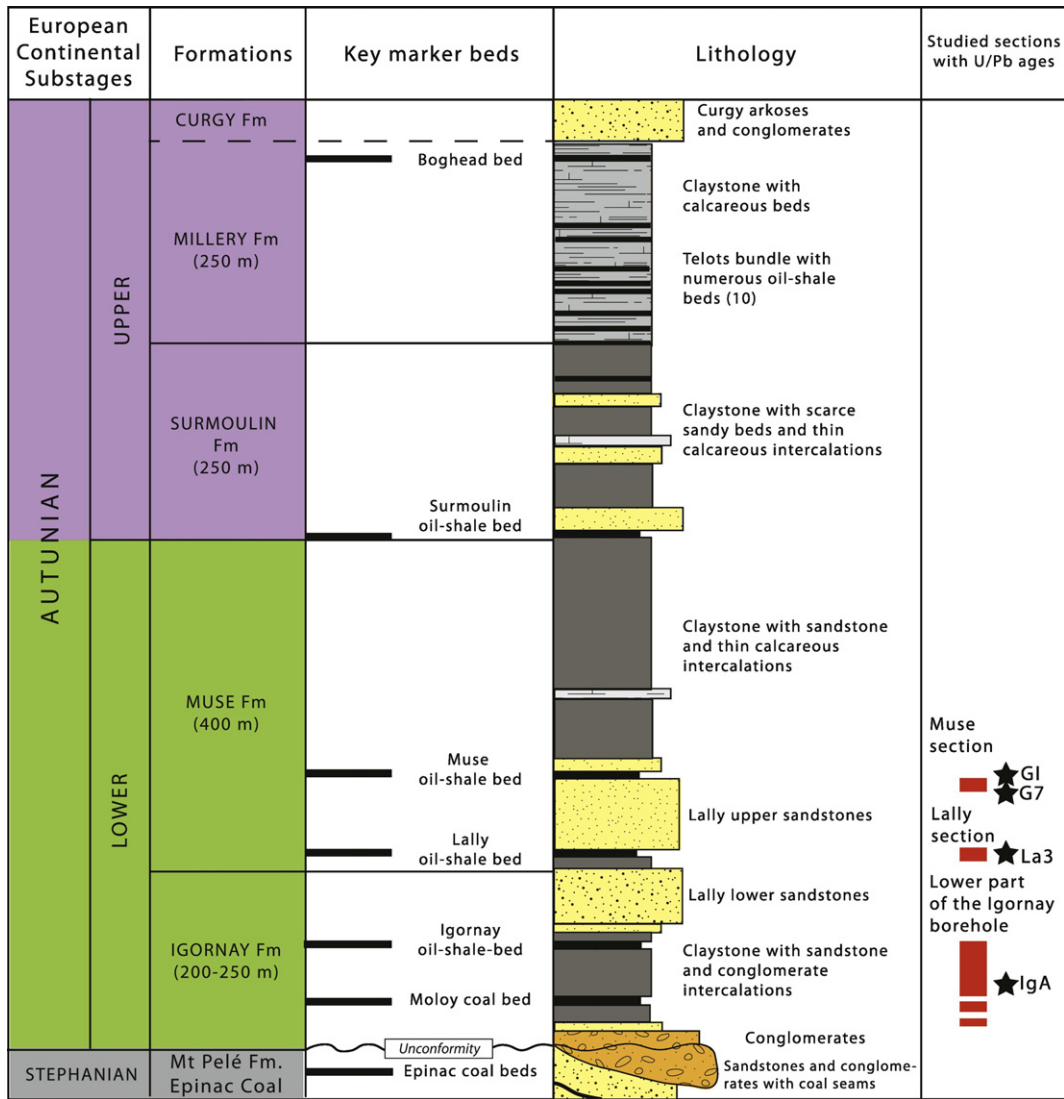 European
Continental
Substages
Formations
Key marker beds
Lithology
Studied sections
with U/Pb ages
AUTUNIAN
UPPER
LOWER
STEPHANIAN
CURGY Fm
MILLERY Fm
(250 m)
SURMOULIN
Fm
(250 m)
MUSE Fm
(400 m)
IGORNAY Fm
(200-250 m)
Mt Pelé Fm.
Epinac Coal
Boghead bed
Surmoulin
oil-shale bed
Muse
oil-shale bed
Lally
oil-shale bed
Igornay
oil-shale-bed
Moloy coal bed
Unconformity
Epinac coal beds
Curgy arkoses
and conglomerates
Claystone with
calcareous beds
Telots bundle with
numerous oil-shale
beds (10)
Claystone with scarce
sandy beds and thin
calcareous intercalations
Claystone with sandstone
and thin calcareous
intercalations
Lally upper sandstones
Lally lower sandstones
Claystone with sandstone
and conglomerate
intercalations
Conglomerates
Sandstones and conglome-
rates with coal seams
Muse
section
GI
G7
Lally
section
La3
Lower part
of the Igornay
borehole
IgA